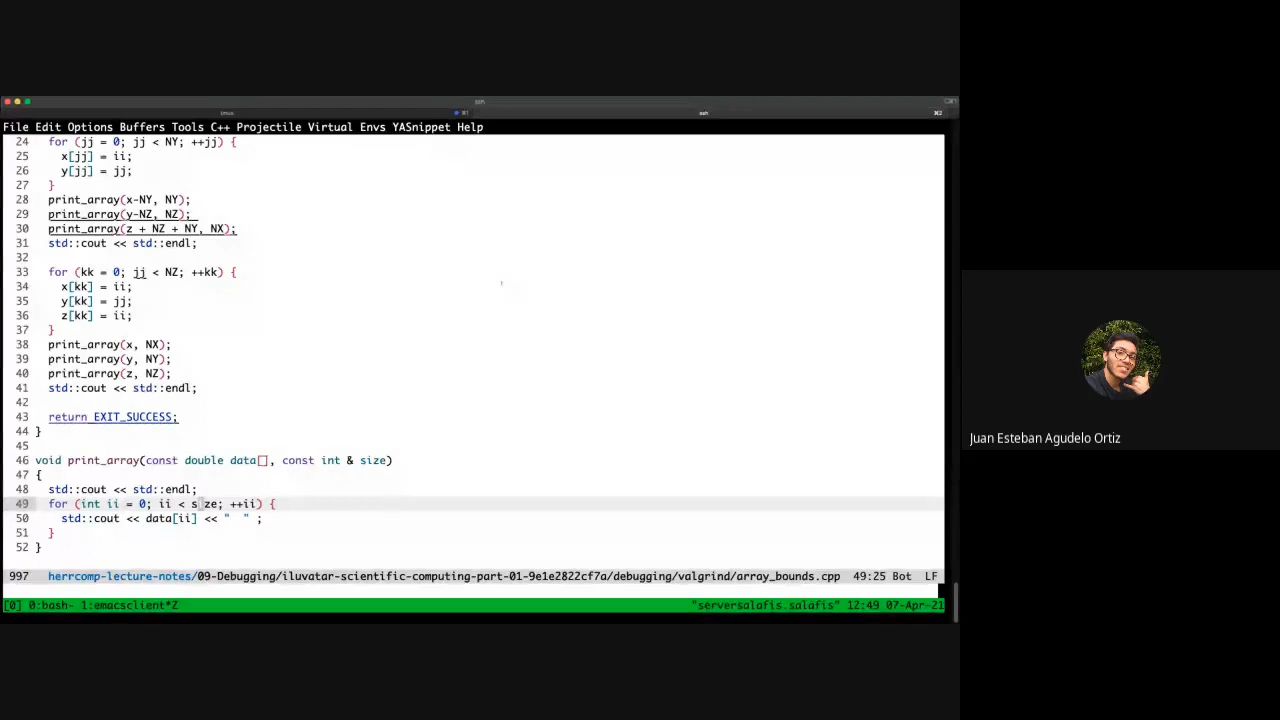 ssh
tmux
⌘1
ssh
⌘2
File Edit Options Buffers Tools C++ Projectile Virtual Envs YASnippet Help
24 for (jj = 0; jj < NY; ++jj) {
25 x[jj] = ii;
26 y[jj] = jj;
27 }
28 print_array(x-NY, NY);
29 print_array(y-NZ, NZ);
30 print_array(z + NZ + NY, NX);
31 std::cout << std::endl;
32
33 for (kk = 0; jj < NZ; ++kk) {
34 x[kk] = ii;
35 y[kk] = jj;
36 z[kk] = ii;
37 }
38 print_array(x, NX);
39 print_array(y, NY);
40 print_array(z, NZ);
41 std::cout << std::endl;
42
43 return EXIT_SUCCESS;
44 }
45
46 void print_array(const double data[], const int & size)
47 {
48 std::cout << std::endl;
49 for (int ii = 0; ii < size; ++ii) {
50 std::cout << data[ii] << "  " ;
51 }
52 }
997 herrcomp-lecture-notes/09-Debugging/iluvatar-scientific-computing-part-01-9e1e2822cf7a/debugging/valgrind/array_bounds.cpp 49:25 Bot LF
[0] 0:bash- 1:emacsclient*Z "serversalafis.salafis" 12:49 07-Apr-21
Juan Esteban Agudelo Ortiz